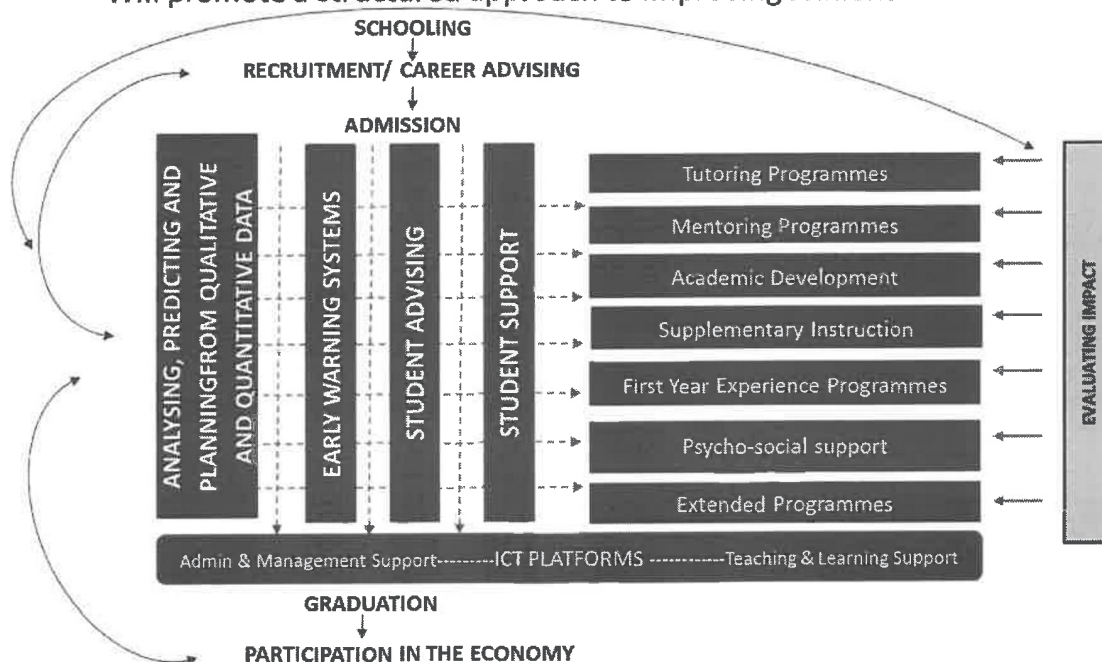 SCHOOLING
RECRUITMENT/ CAREER ADVISING
ADMISSION
ANALYSING, PREDICTING AND
PLANNINGFROM QUALITATIVE
AND QUANTITATIVE DATA
EARLY WARNING SYSTEMS
STUDENT ADVISING
STUDENT SUPPORT
Tutoring Programmes
Mentoring Programmes
Academic Development
Supplementary Instruction
First Year Experience Programmes
Psycho-social support
Extended Programmes
EVALUATING IMPACT
Admin & Management Support---------ICT PLATFORMS ----------Teaching & Learning Support
GRADUATION
PARTICIPATION IN THE ECONOMY